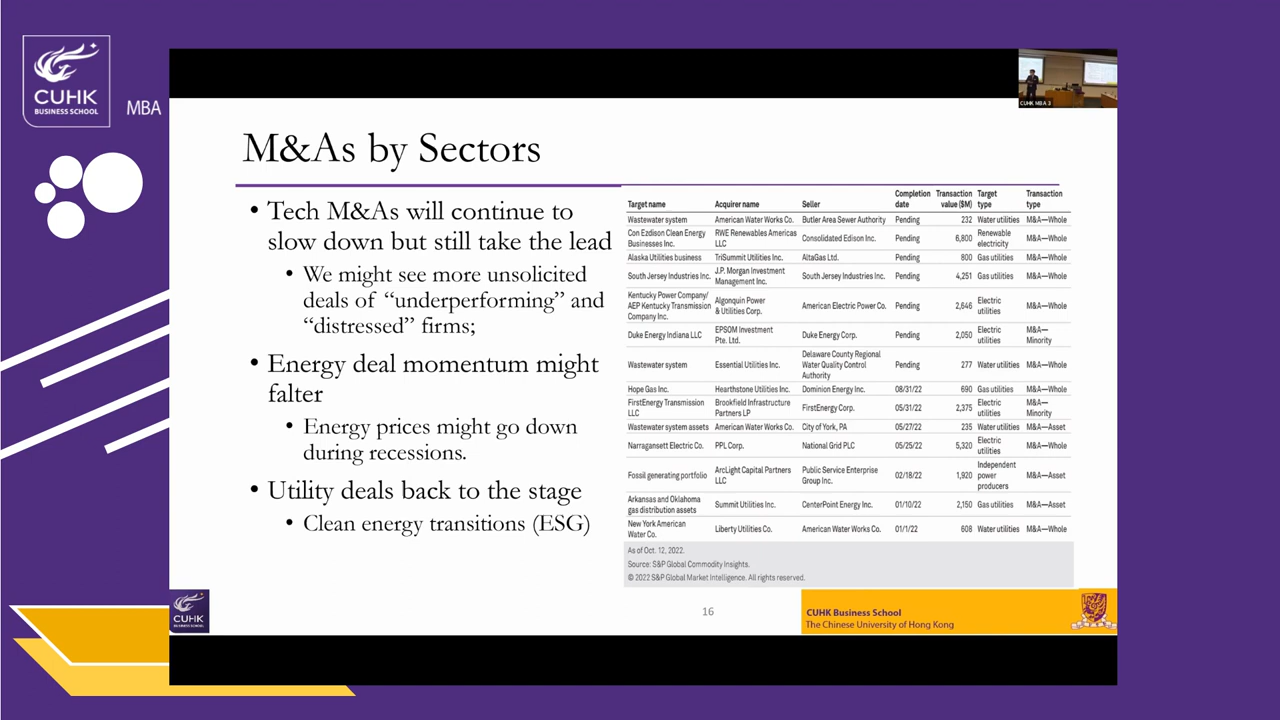 CUHK
BUSINESS SCHOOL
MBA
CUHK MBA 3
M&As by Sectors
• Tech M&As will continue to
slow down but still take the lead
• We might see more unsolicited
deals of “underperforming” and
“distressed” firms;
• Energy deal momentum might
falter
• Energy prices might go down
during recessions.
• Utility deals back to the stage
• Clean energy transitions (ESG)
Target name Acquirer name Seller Completion date Transaction value ($M) Target type Transaction type
Wastewater system American Water Works Co. Butler Area Sewer Authority Pending 232 Water utilities M&A—Whole
Con Ezdison Clean Energy Businesses Inc. RWE Renewables Americas LLC Consolidated Edison Inc. Pending 6,800 Renewable electricity M&A—Whole
Alaska Utilities business TriSummit Utilities Inc. AltaGas Ltd. Pending 800 Gas utilities M&A—Whole
South Jersey Industries Inc. J.P. Morgan Investment Management Inc. South Jersey Industries Inc. Pending 4,251 Gas utilities M&A—Whole
Kentucky Power Company/ AEP Kentucky Transmission Company Inc. Algonquin Power & Utilities Corp. American Electric Power Co. Pending 2,646 Electric utilities M&A—Whole
Duke Energy Indiana LLC EPSOM Investment Pte. Ltd. Duke Energy Corp. Pending 2,050 Electric utilities M&A—Minority
Wastewater system Essential Utilities Inc. Delaware County Regional Water Quality Control Authority Pending 277 Water utilities M&A—Whole
Hope Gas Inc. Hearthstone Utilities Inc. Dominion Energy Inc. 08/31/22 690 Gas utilities M&A—Whole
FirstEnergy Transmission LLC Brookfield Infrastructure Partners LP FirstEnergy Corp. 05/31/22 2,375 Electric utilities M&A—Minority
Wastewater system assets American Water Works Co. City of York, PA 05/27/22 235 Water utilities M&A—Asset
Narragansett Electric Co. PPL Corp. National Grid PLC 05/25/22 5,320 Electric utilities M&A—Whole
Fossil generating portfolio ArcLight Capital Partners LLC Public Service Enterprise Group Inc. 02/18/22 1,920 Independent power producers M&A—Asset
Arkansas and Oklahoma gas distribution assets Summit Utilities Inc. CenterPoint Energy Inc. 01/10/22 2,150 Gas utilities M&A—Asset
New York American Water Co. Liberty Utilities Co. American Water Works Co. 01/1/22 608 Water utilities M&A—Whole
As of Oct. 12, 2022.
Source: S&P Global Commodity Insights.
© 2022 S&P Global Market Intelligence. All rights reserved.
CUHK
BUSINESS SCHOOL
16
CUHK Business School
The Chinese University of Hong Kong